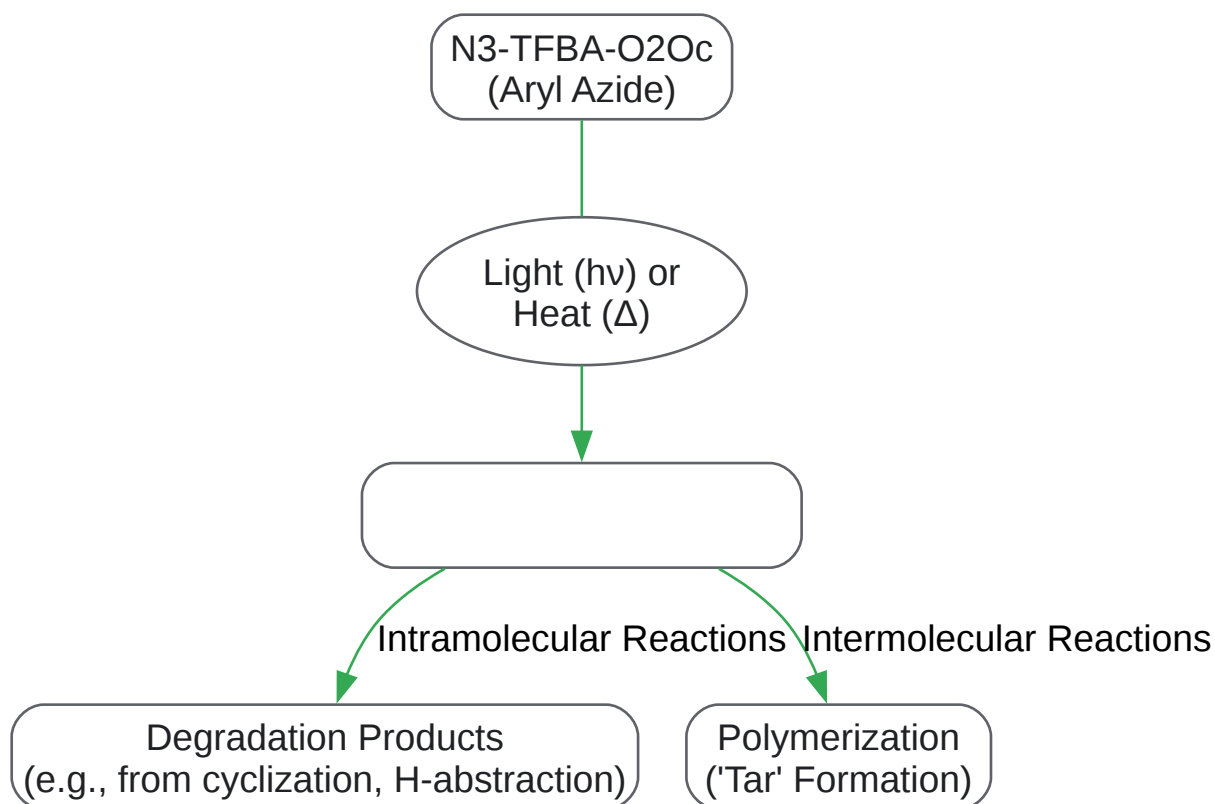 N3-TFBA-O2Oc
(Aryl Azide)
Light (hν) or
Heat (Δ)
Intramolecular Reactions
Intermolecular Reactions
Degradation Products
(e.g., from cyclization, H-abstraction)
Polymerization
('Tar' Formation)